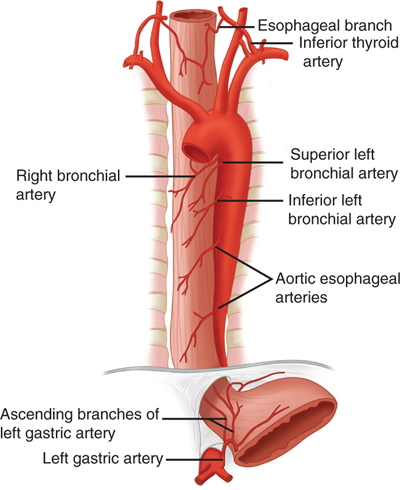 Esophageal branch
Inferior thyroid
artery
Superior left
bronchial artery
Right bronchial
artery
Inferior left
bronchial artery
Aortic esophageal
arteries
Ascending branches of
left gastric artery
Left gastric artery